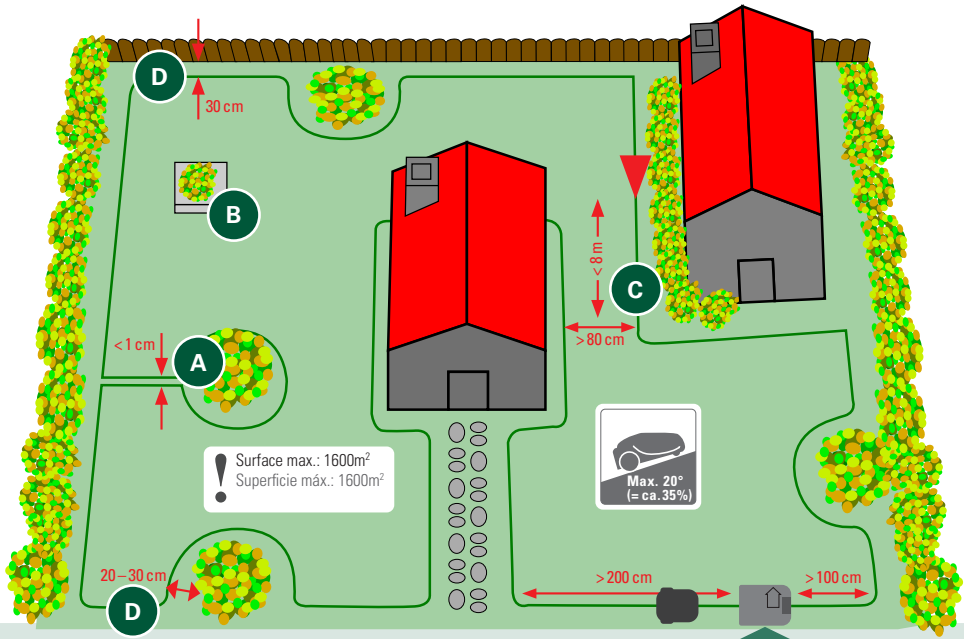 D
30 cm
B
< 8 m
C
> 80 cm
< 1 cm
A
! Surface max.: 1600m²
Superficie máx.: 1600m²
Max. 20°
(= ca.35%)
20–30 cm
D
> 200 cm
> 100 cm